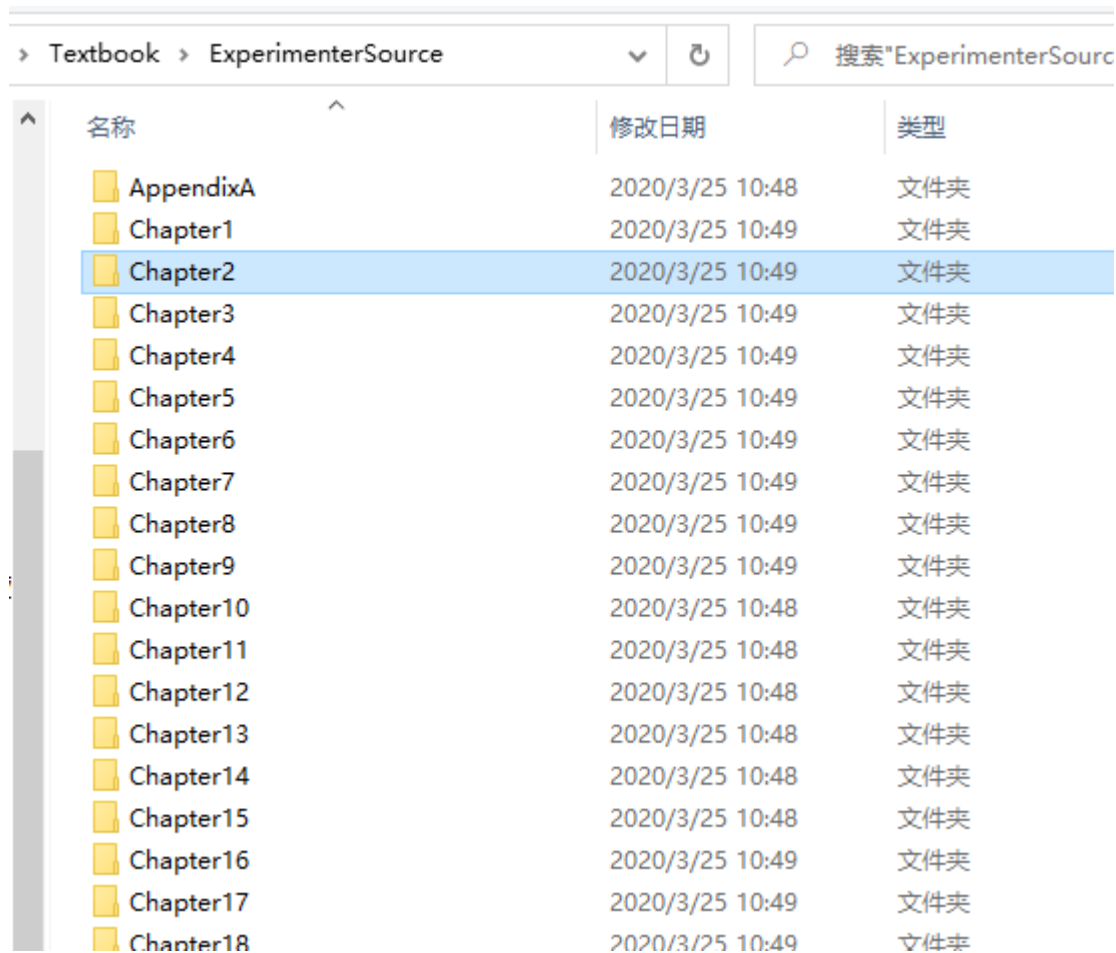 Textbook > ExperimenterSource 搜索"ExperimenterSourc
名称 修改日期 类型
AppendixA 2020/3/25 10:48 文件夹
Chapter1 2020/3/25 10:49 文件夹
Chapter2 2020/3/25 10:49 文件夹
Chapter3 2020/3/25 10:49 文件夹
Chapter4 2020/3/25 10:49 文件夹
Chapter5 2020/3/25 10:49 文件夹
Chapter6 2020/3/25 10:49 文件夹
Chapter7 2020/3/25 10:49 文件夹
Chapter8 2020/3/25 10:49 文件夹
Chapter9 2020/3/25 10:49 文件夹
Chapter10 2020/3/25 10:48 文件夹
Chapter11 2020/3/25 10:48 文件夹
Chapter12 2020/3/25 10:48 文件夹
Chapter13 2020/3/25 10:48 文件夹
Chapter14 2020/3/25 10:48 文件夹
Chapter15 2020/3/25 10:48 文件夹
Chapter16 2020/3/25 10:49 文件夹
Chapter17 2020/3/25 10:49 文件夹
Chapter18 2020/3/25 10:49 文件夹